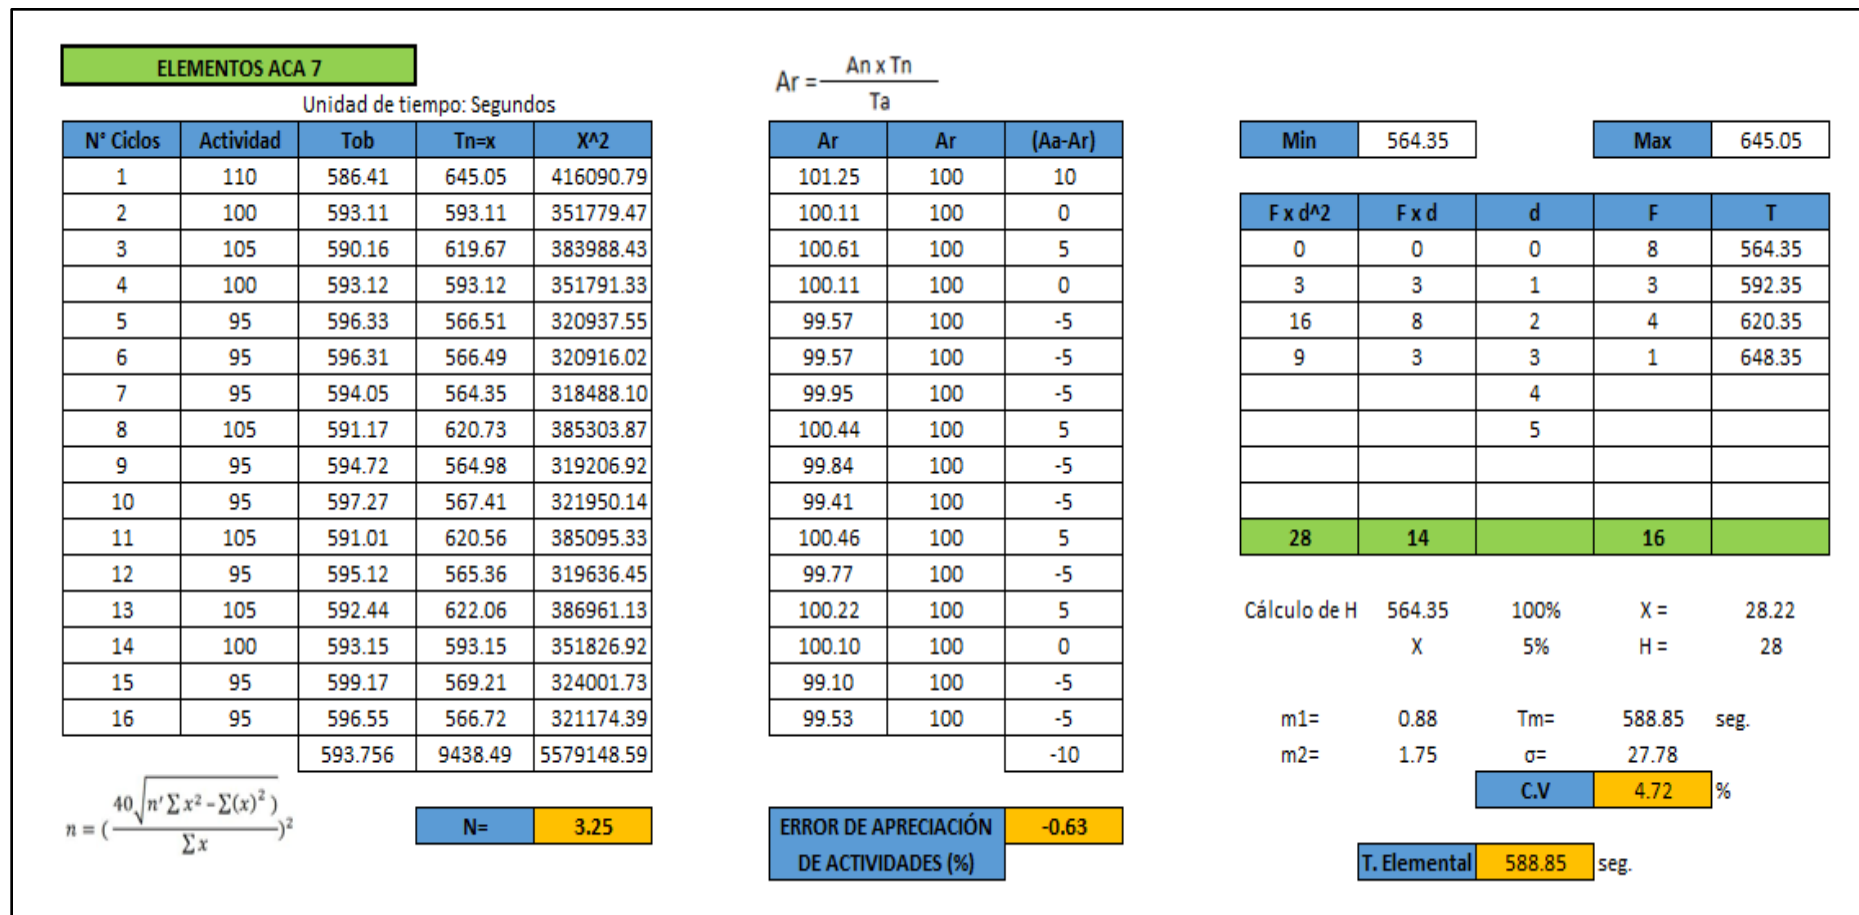 ELEMENTOS ACA 7
Unidad de tiempo: Segundos
N° Ciclos Actividad Tob Tn=x X^2
1 110 586.41 645.05 416090.79
2 100 593.11 593.11 351779.47
3 105 590.16 619.67 383988.43
4 100 593.12 593.12 351791.33
5 95 596.33 566.51 320937.55
6 95 596.31 566.49 320916.02
7 95 594.05 564.35 318488.10
8 105 591.17 620.73 385303.87
9 95 594.72 564.98 319206.92
10 95 597.27 567.41 321950.14
11 105 591.01 620.56 385095.33
12 95 595.12 565.36 319636.45
13 105 592.44 622.06 386961.13
14 100 593.15 593.15 351826.92
15 95 599.17 569.21 324001.73
16 95 596.55 566.72 321174.39
593.756 9438.49 5579148.59
n = (40√(n' ∑ x² - ∑(x)²) / ∑ x)²
N= 3.25
Ar = An x Tn / Ta
Ar Ar (Aa-Ar)
101.25 100 10
100.11 100 0
100.61 100 5
100.11 100 0
99.57 100 -5
99.57 100 -5
99.95 100 -5
100.44 100 5
99.84 100 -5
99.41 100 -5
100.46 100 5
99.77 100 -5
100.22 100 5
100.10 100 0
99.10 100 -5
99.53 100 -5
-10
ERROR DE APRECIACIÓN -0.63
DE ACTIVIDADES (%)
Min 564.35 Max 645.05
F x d^2 F x d d F T
0 0 0 8 564.35
3 3 1 3 592.35
16 8 2 4 620.35
9 3 3 1 648.35
4
5
28 14 16
Cálculo de H 564.35 100% X = 28.22
X 5% H = 28
m1= 0.88 Tm= 588.85 seg.
m2= 1.75 σ= 27.78
C.V 4.72 %
T. Elemental 588.85 seg.